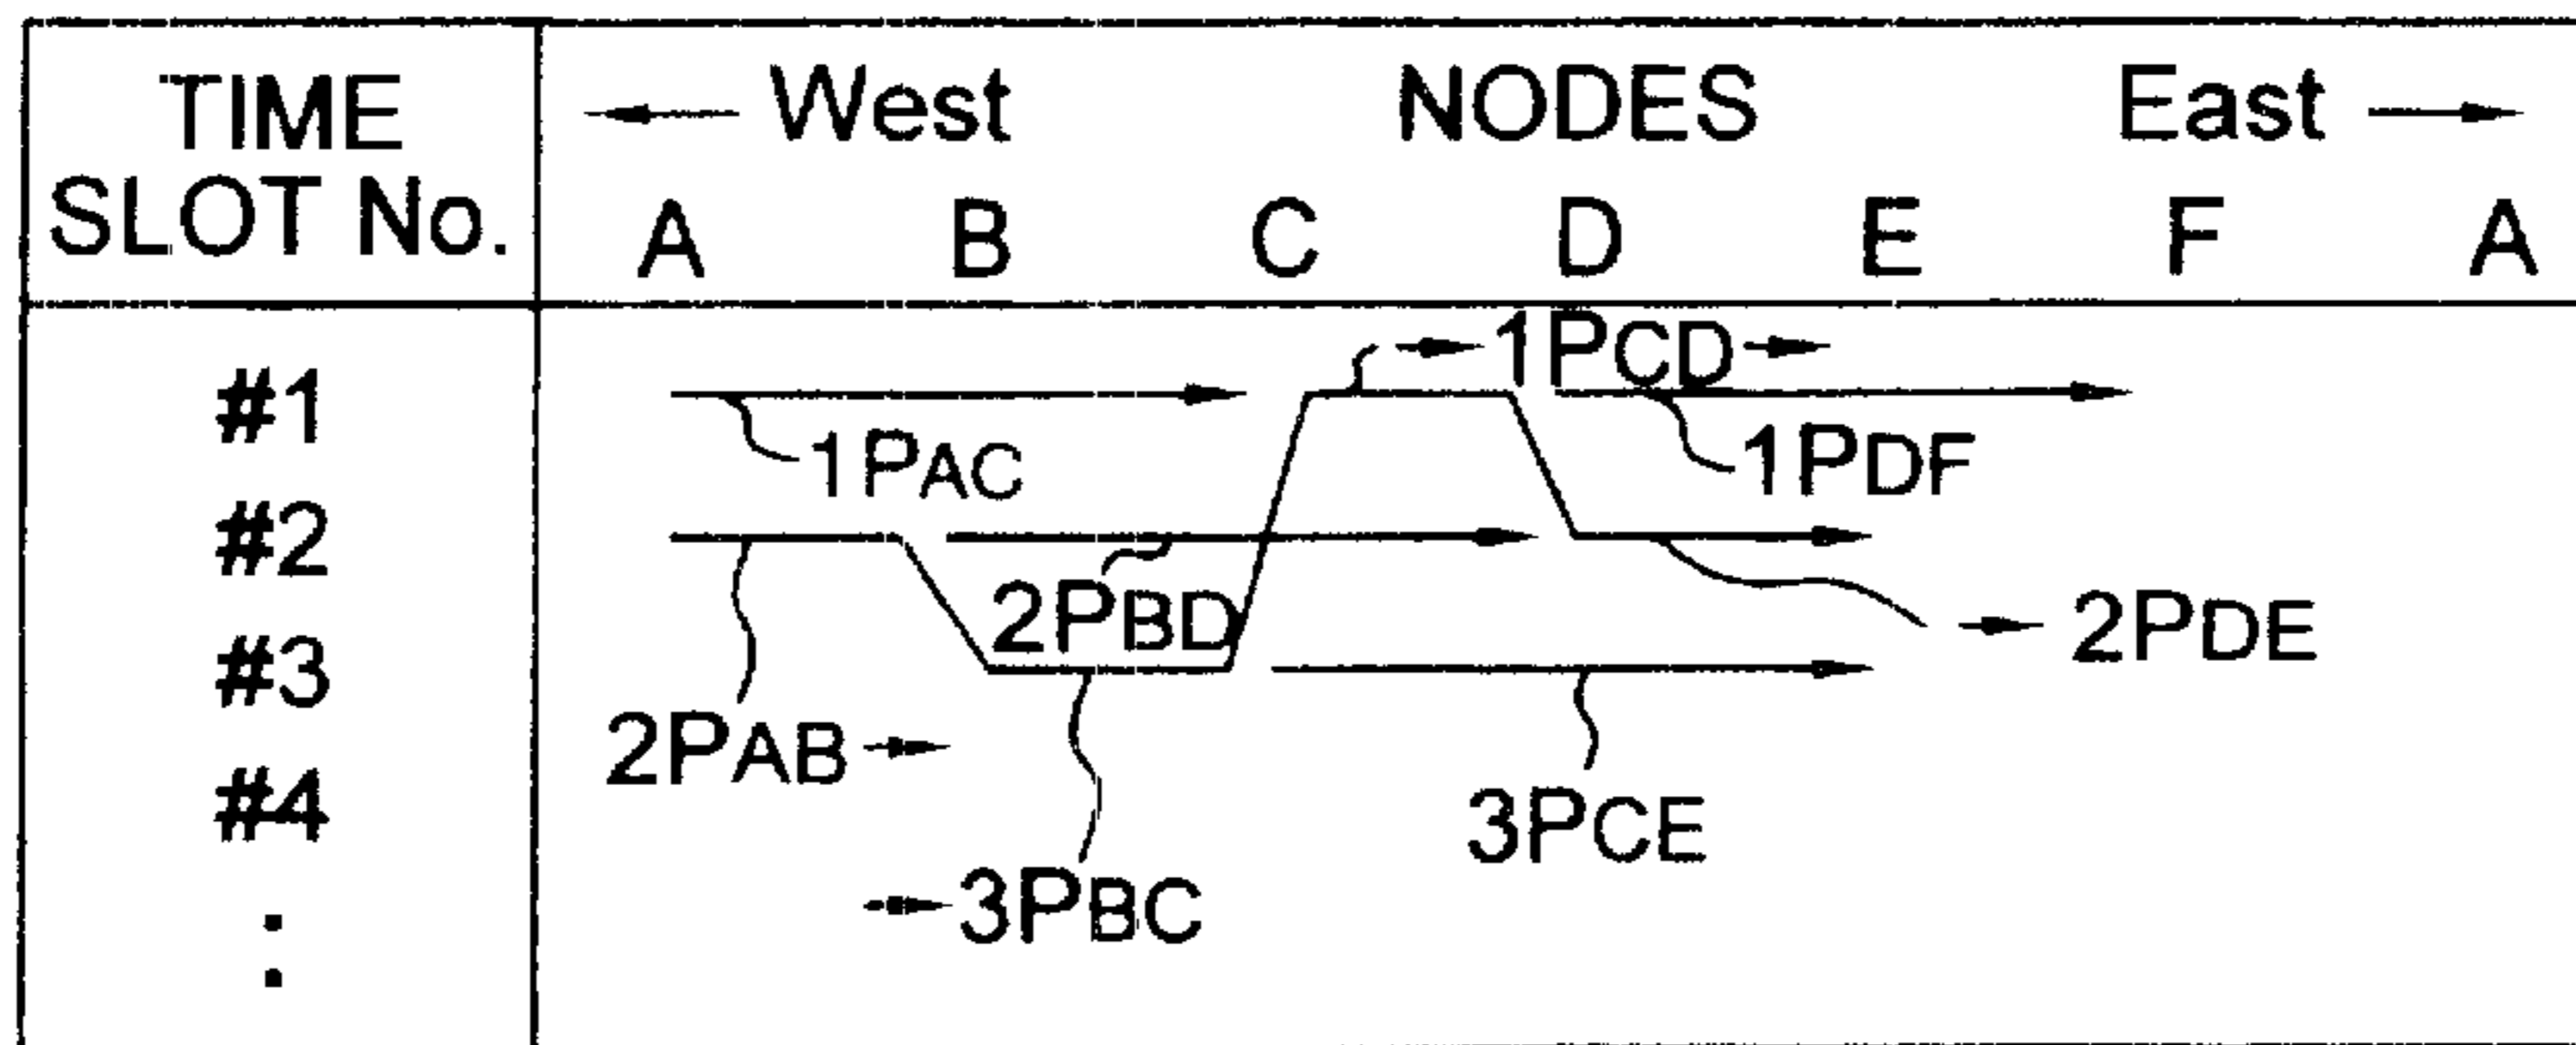 TIME
SLOT No.
← West NODES East →
A B C D E F A
#1
#2
#3
#4
:
→ 1PCD →
1PAC
1PDF
2PBD
→ 2PDE
2PAB →
3PCE
→ 3PBC